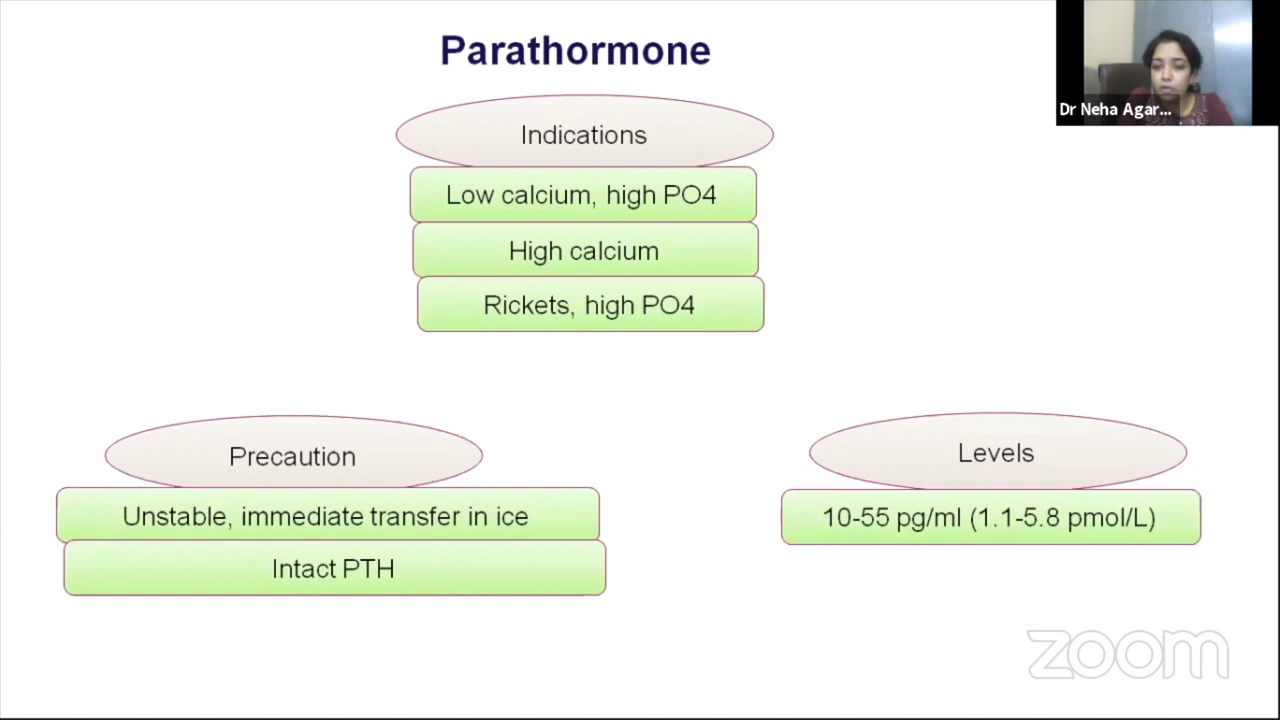 Parathormone
Dr Neha Agar...
Indications
Low calcium, high PO4
High calcium
Rickets, high PO4
Precaution
Unstable, immediate transfer in ice
Intact PTH
Levels
10-55 pg/ml (1.1-5.8 pmol/L)
zoom